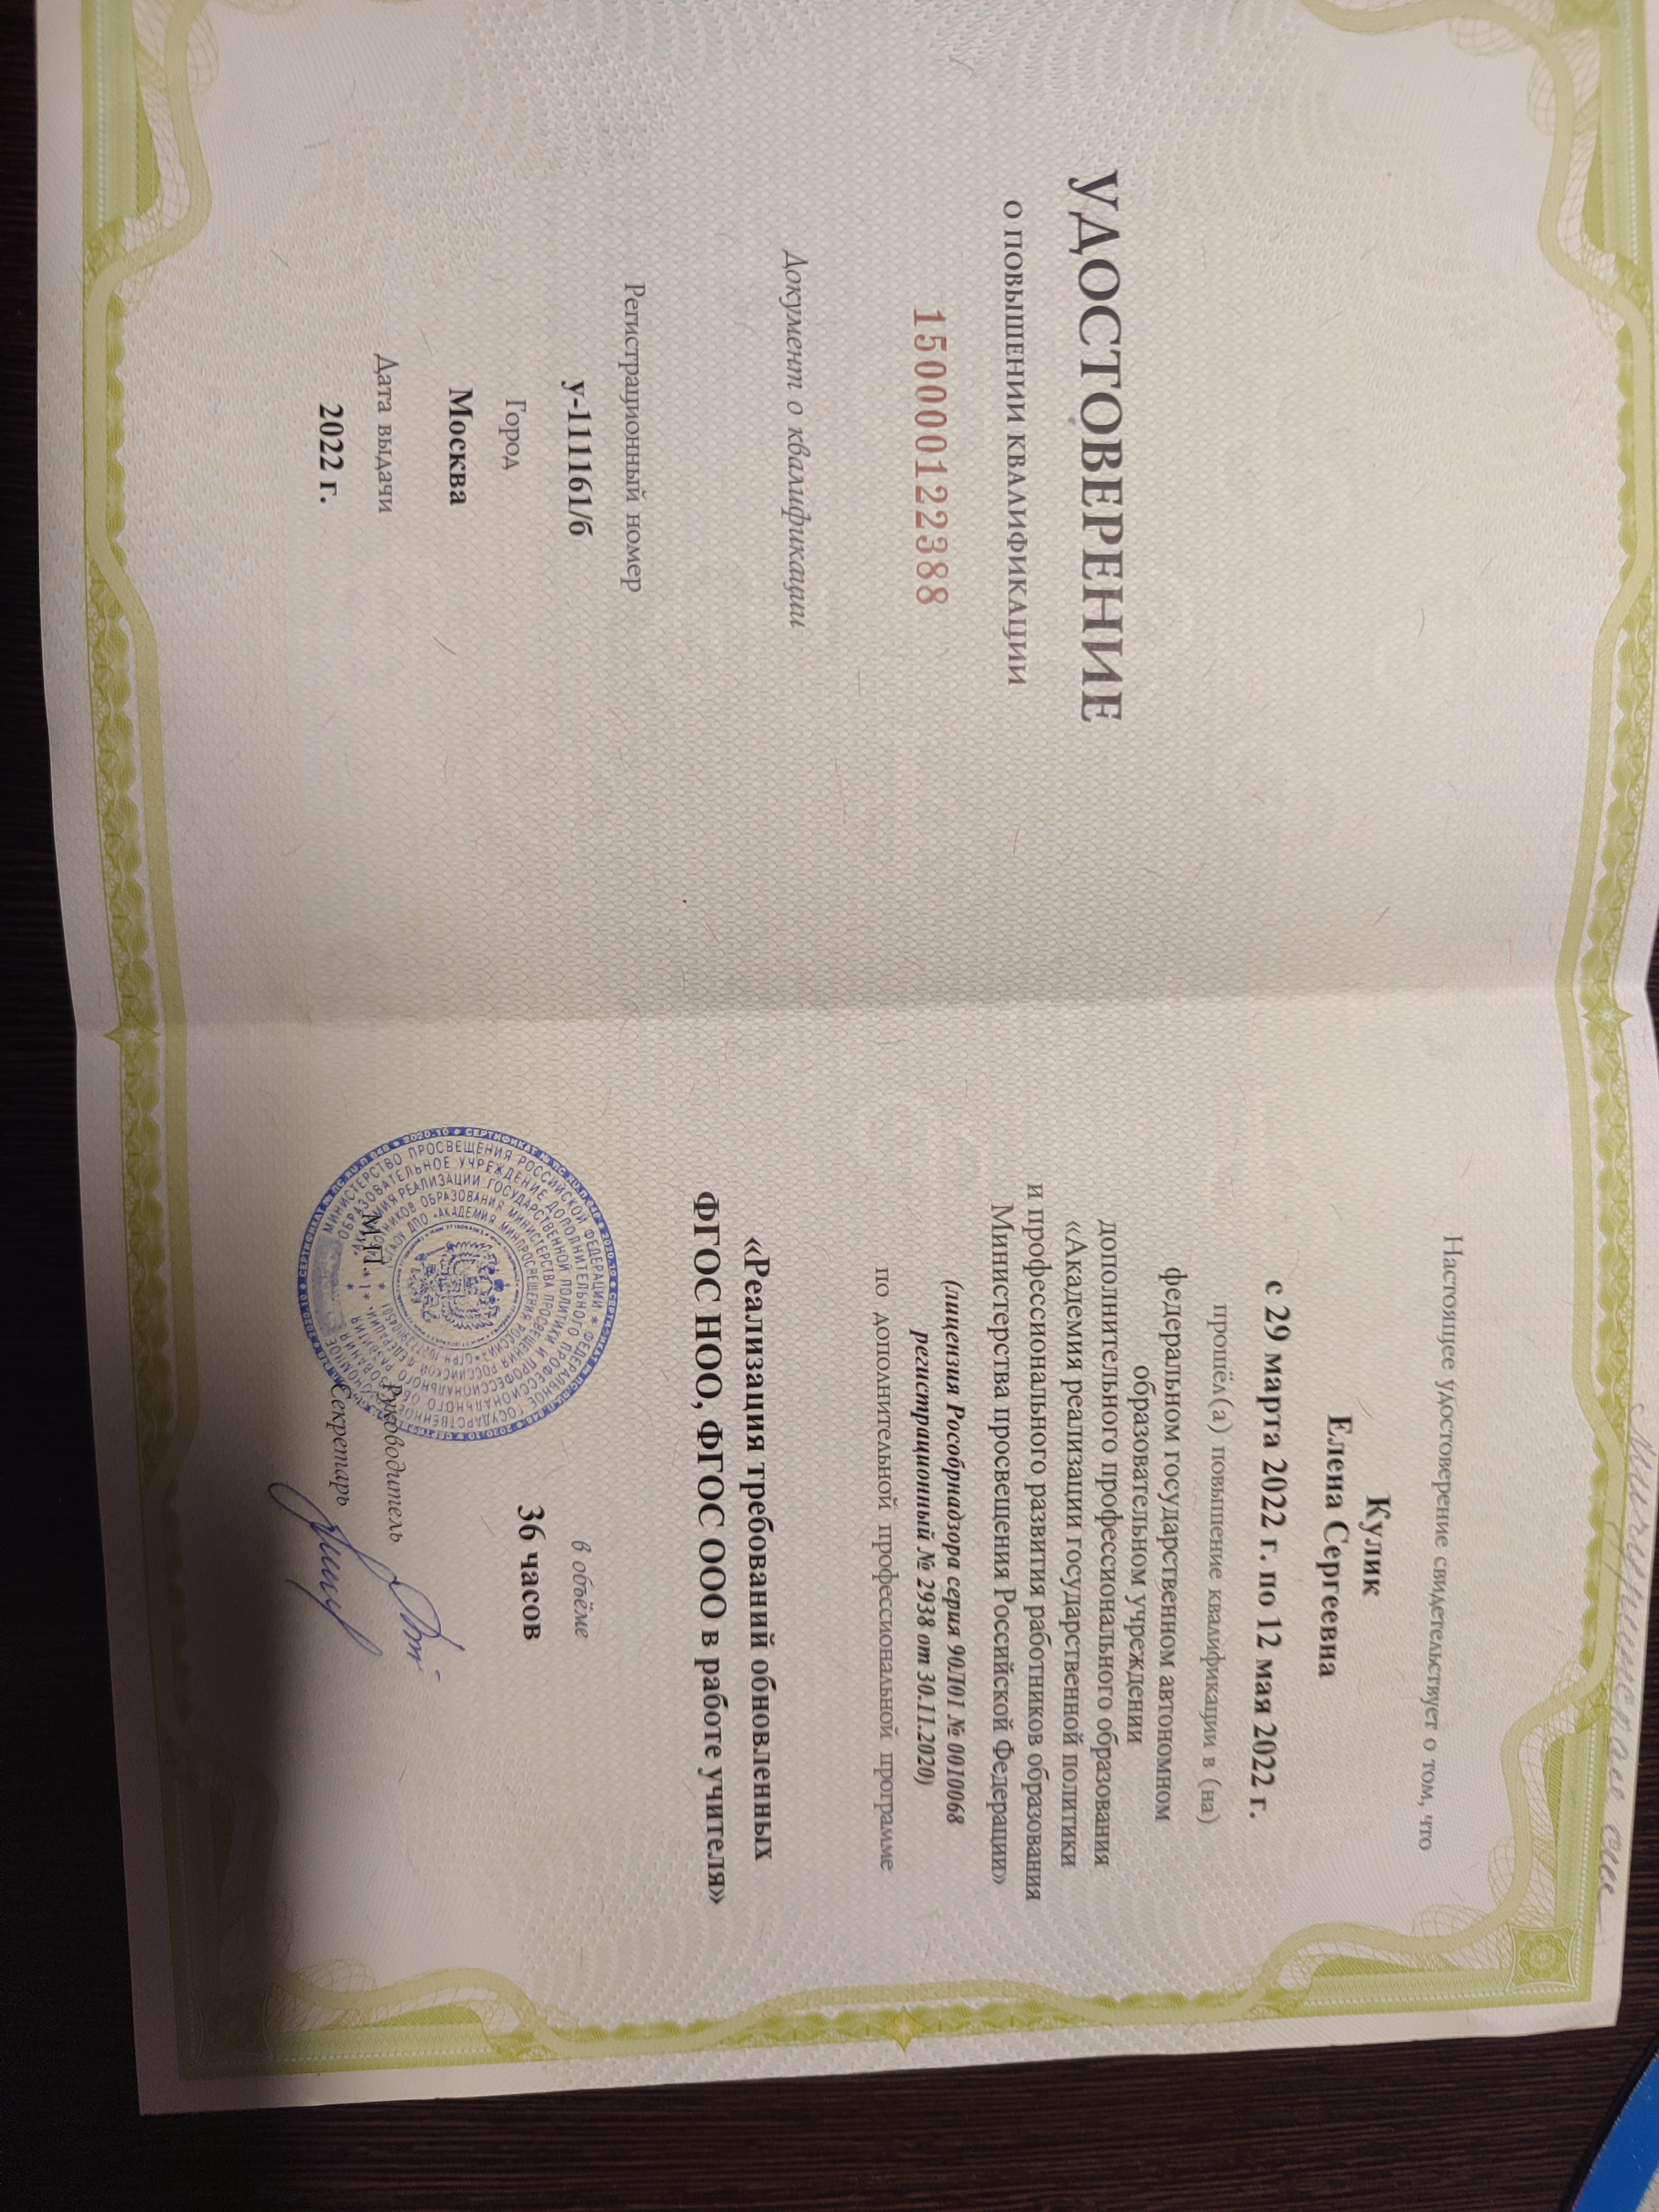 УДОСТОВЕРЕНИЕ
О ПОВЫШЕНИИ КВАЛИФИКАЦИИ
150000122388
Документ о квалификации
Регистрационный номер
у-111161/б
Город
Москва
Дата выдачи
2022 г.
Настоящее удостоверение свидетельствует о том, что
Кулик
Елена Сергеевна
с 29 марта 2022 г. по 12 мая 2022 г.
прошёл(а) повышение квалификации в (на)
федеральном государственном автономном
образовательном учреждении
дополнительного профессионального образования
«Академия реализации государственной политики
и профессионального развития работников образования
Министерства просвещения Российской Федерации»
(лицензия Рособрнадзора серия 90Л01 № 0010068
регистрационный № 2938 от 30.11.2020)
по дополнительной профессиональной программе
«Реализация требований обновленных
ФГОС НОО, ФГОС ООО в работе учителя»
в объёме
36 часов
М.П.
Руководитель
Секретарь
МИНИСТЕРСТВО ПРОСВЕЩЕНИЯ РОССИЙСКОЙ ФЕДЕРАЦИИ